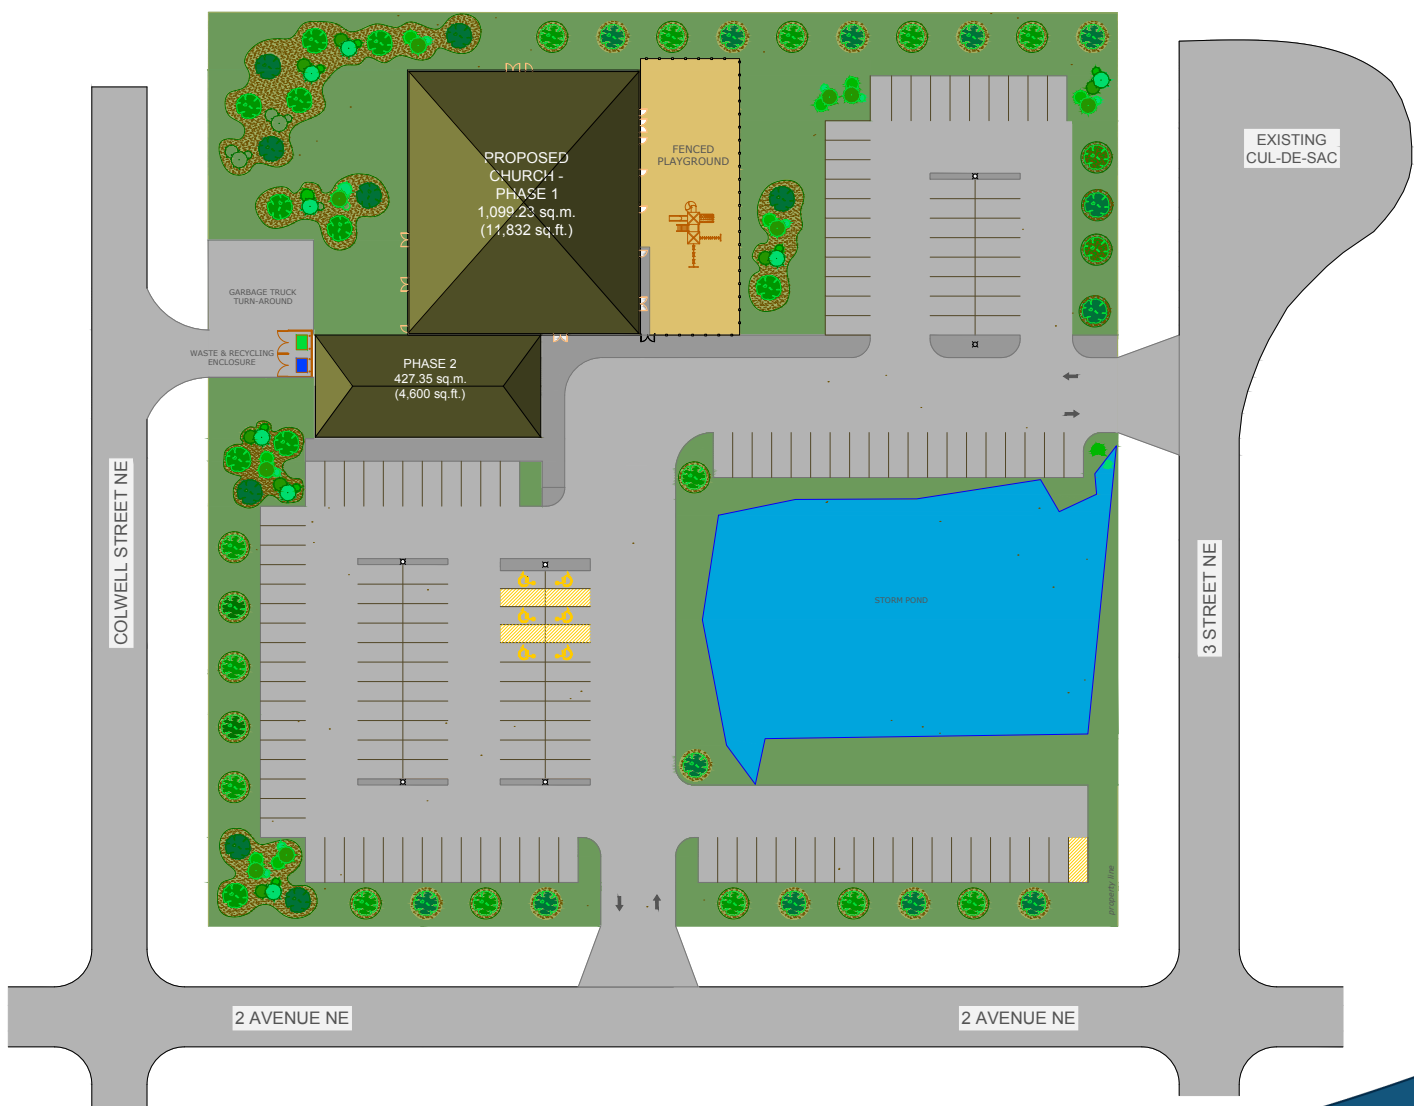 PROPOSED
CHURCH -
PHASE 1
1,099.23 sq.m.
(11,832 sq.ft.)
FENCED
PLAYGROUND
EXISTING
CUL-DE-SAC
GARBAGE TRUCK
TURN-AROUND
WASTE & RECYCLING
ENCLOSURE
PHASE 2
427.35 sq.m.
(4,600 sq.ft.)
COLWELL STREET NE
STORM POND
3 STREET NE
property line
2 AVENUE NE
2 AVENUE NE